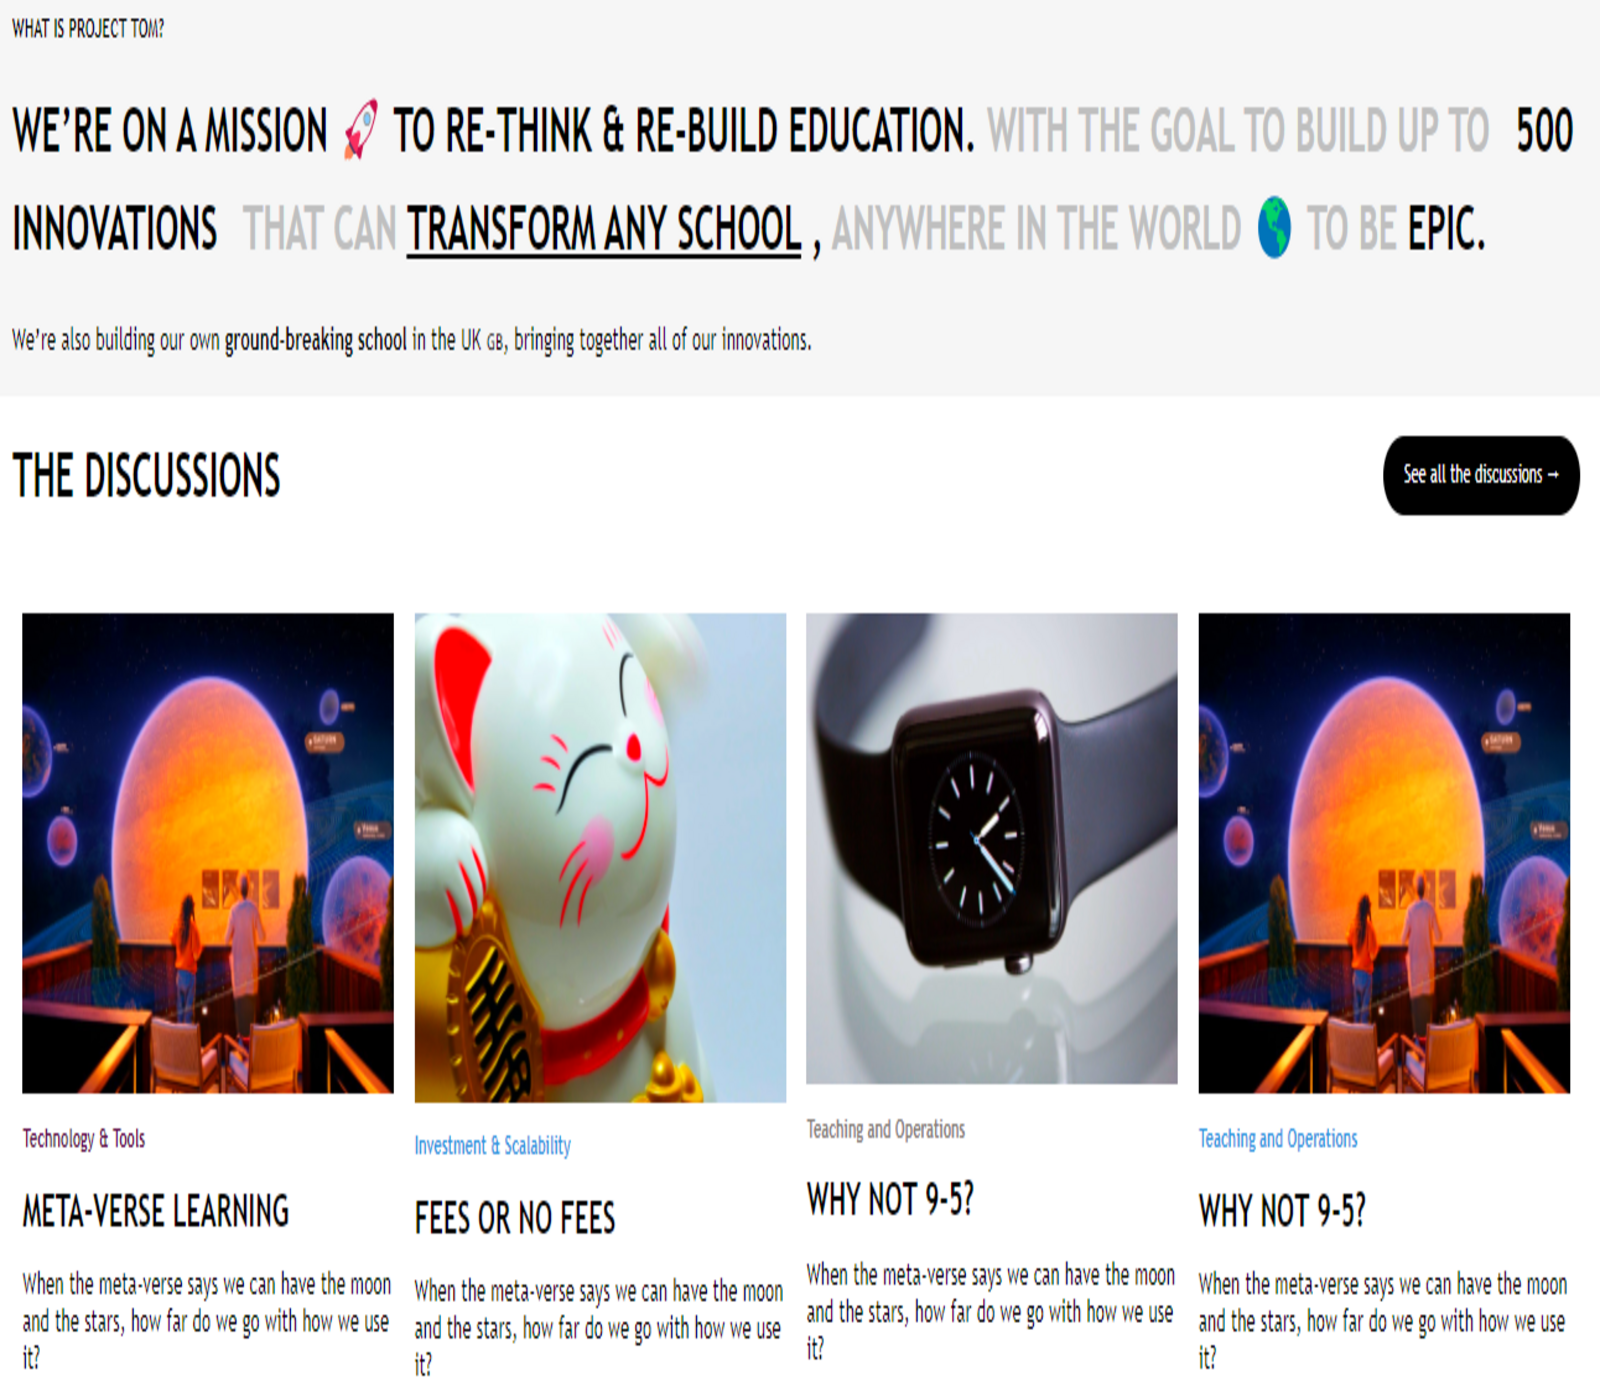 WHAT IS PROJECT TOM?
WE’RE ON A MISSION 🚀 TO RE-THINK & RE-BUILD EDUCATION. WITH THE GOAL TO BUILD UP TO 500
INNOVATIONS THAT CAN TRANSFORM ANY SCHOOL , ANYWHERE IN THE WORLD 🌎 TO BE EPIC.
We’re also building our own ground-breaking school in the UK GB, bringing together all of our innovations.
THE DISCUSSIONS
See all the discussions →
SATURN
Technology & Tools
META-VERSE LEARNING
When the meta-verse says we can have the moon
and the stars, how far do we go with how we use
it?
Investment & Scalability
FEES OR NO FEES
When the meta-verse says we can have the moon
and the stars, how far do we go with how we use
it?
Teaching and Operations
WHY NOT 9-5?
When the meta-verse says we can have the moon
and the stars, how far do we go with how we use
it?
SATURN
Teaching and Operations
WHY NOT 9-5?
When the meta-verse says we can have the moon
and the stars, how far do we go with how we use
it?